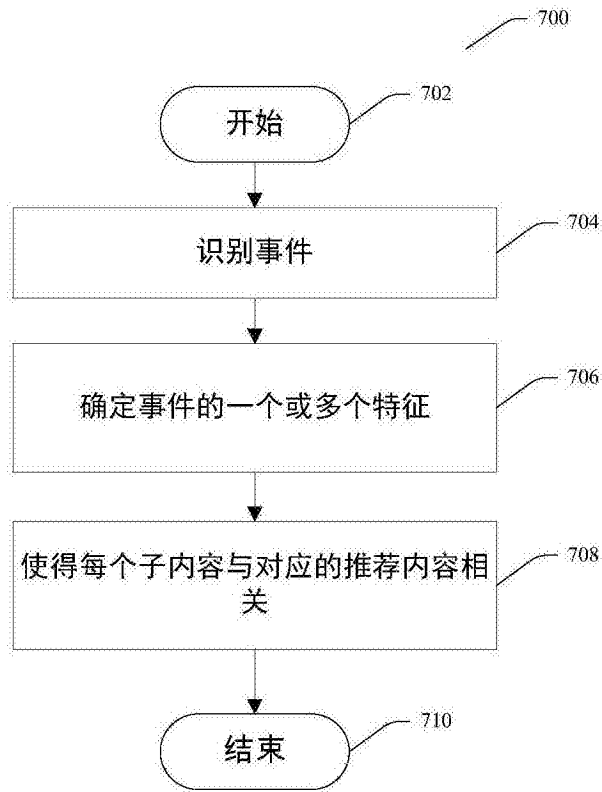 700
开始
702
识别事件
704
确定事件的一个或多个特征
706
使得每个子内容与对应的推荐内容相
关
708
结束
710